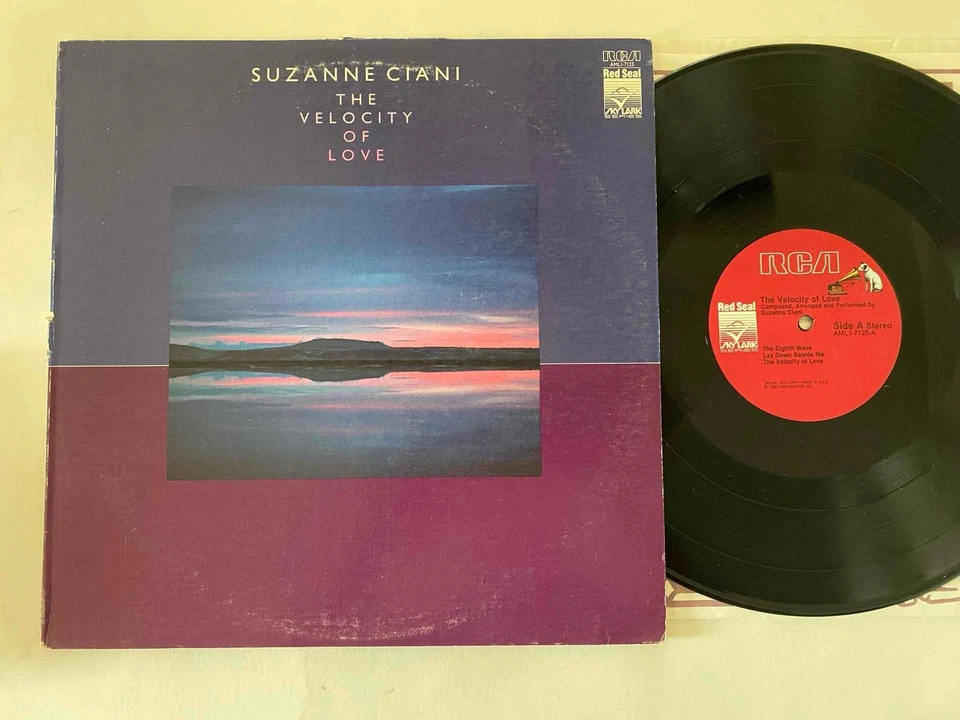 SUZANNE CIANI
THE
VELOCITY
OF
LOVE
RCA
AML1-7125
Red Seal
SKYLARK
SERIES
RCA
The Velocity of Love
Composed, Arranged and Performed by
Suzanne Ciani
Red Seal
SKYLARK
SERIES
Side A Stereo
AML1-7125-A
The Eighth Wave
Lay Down Beside Me
The Velocity of Love